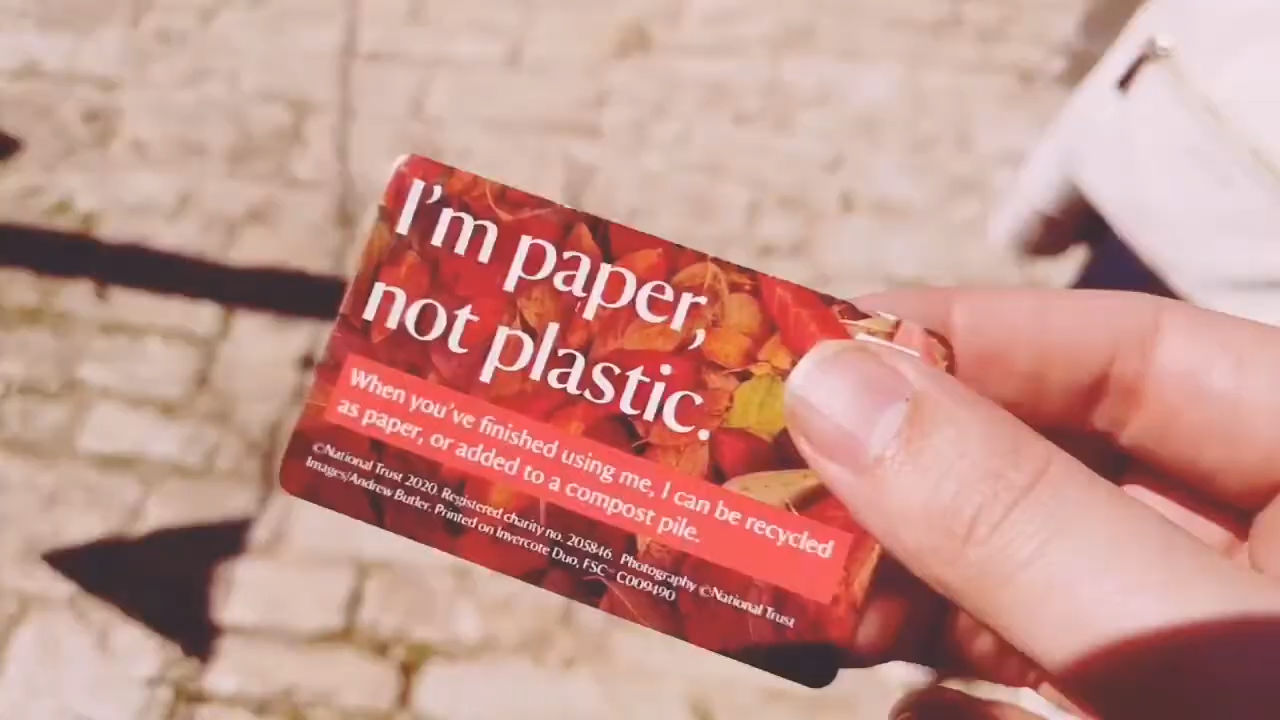 I'm paper,
not plastic.
When you've finished using me, I can be recycled
as paper, or added to a compost pile.
©National Trust 2020. Registered charity no. 205846. Photography ©National Trust
Images/Andrew Butler. Printed on Invercote Duo, FSC® C009490